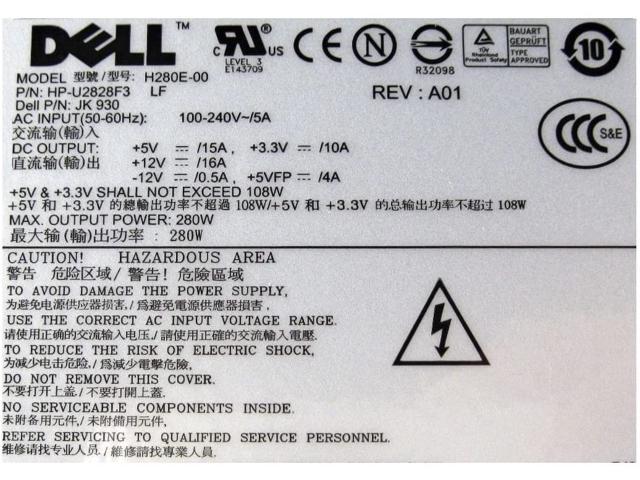 DELL™
c RU® US
LEVEL 3
E143709
CE
N
R32098
TÜV
Product Safety
BAUART
GEPRÜFT
TYPE
APPROVED
10
MODEL 型號/型号: H280E-00
P/N: HP-U2828F3 LF
REV : A01
Dell P/N: JK 930
AC INPUT(50-60Hz): 100-240V~/5A
交流输(輸)入
CCC S&E
DC OUTPUT: +5V ⎓ /15A , +3.3V ⎓ /10A
直流输(輸)出 +12V ⎓ /16A
-12V ⎓ /0.5A , +5VFP ⎓ /4A
+5V & +3.3V SHALL NOT EXCEED 108W
+5V 和 +3.3V 的總輸出功率不超過 108W/+5V 和 +3.3V 的总输出功率不超过 108W
MAX. OUTPUT POWER: 280W
最大输(輸)出功率 : 280W
CAUTION! HAZARDOUS AREA
警告 危险区域/ 警告! 危險區域
TO AVOID DAMAGE THE POWER SUPPLY,
为避免电源供应器损害,/爲避免電源供應器損害,
USE THE CORRECT AC INPUT VOLTAGE RANGE.
请使用正确的交流输入电压./請使用正確的交流輸入電壓.
TO REDUCE THE RISK OF ELECTRIC SHOCK,
为减少电击危险,/爲減少電擊危險,
DO NOT REMOVE THIS COVER.
不要打开上盖./不要打開上蓋.
NO SERVICEABLE COMPONENTS INSIDE.
未附备用元件,/未附備用元件,
REFER SERVICING TO QUALIFIED SERVICE PERSONNEL.
维修请找专业人员./維修請找專業人員.